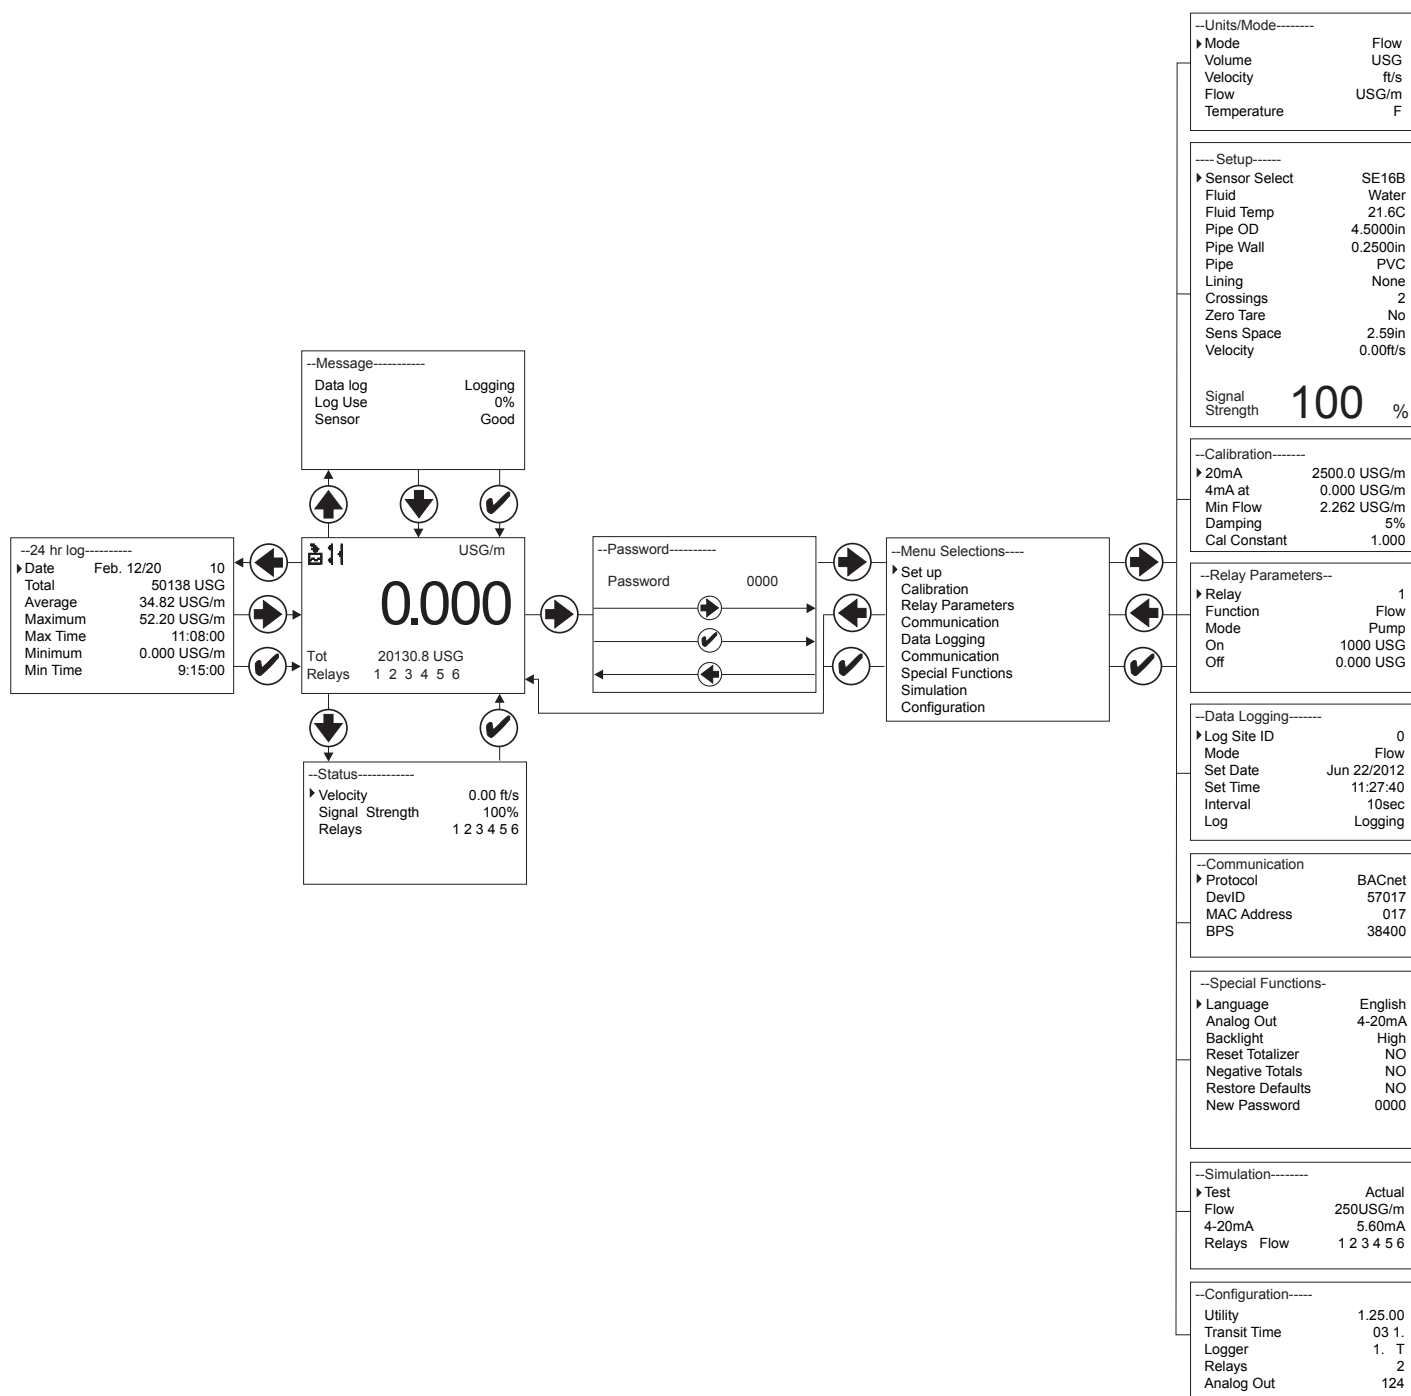 --Units/Mode--------
Mode Flow
Volume USG
Velocity ft/s
Flow USG/m
Temperature F
---- Setup------
Sensor Select SE16B
Fluid Water
Fluid Temp 21.6C
Pipe OD 4.5000in
Pipe Wall 0.2500in
Pipe PVC
Lining None
Crossings 2
Zero Tare No
Sens Space 2.59in
Velocity 0.00ft/s
Signal Strength 100 %
--Message-----------
Data log Logging
Log Use 0%
Sensor Good
--24 hr log----------
Date Feb. 12/20 10
Total 50138 USG
Average 34.82 USG/m
Maximum 52.20 USG/m
Max Time 11:08:00
Minimum 0.000 USG/m
Min Time 9:15:00
USG/m
0.000
Tot 20130.8 USG
Relays 1 2 3 4 5 6
--Status------------
Velocity 0.00 ft/s
Signal Strength 100%
Relays 1 2 3 4 5 6
--Password----------
Password 0000
--Menu Selections----
Set up
Calibration
Relay Parameters
Communication
Data Logging
Communication
Special Functions
Simulation
Configuration
--Calibration-------
20mA 2500.0 USG/m
4mA at 0.000 USG/m
Min Flow 2.262 USG/m
Damping 5%
Cal Constant 1.000
--Relay Parameters--
Relay 1
Function Flow
Mode Pump
On 1000 USG
Off 0.000 USG
--Data Logging-------
Log Site ID 0
Mode Flow
Set Date Jun 22/2012
Set Time 11:27:40
Interval 10sec
Log Logging
--Communication
Protocol BACnet
DevID 57017
MAC Address 017
BPS 38400
--Special Functions-
Language English
Analog Out 4-20mA
Backlight High
Reset Totalizer NO
Negative Totals NO
Restore Defaults NO
New Password 0000
--Simulation--------
Test Actual
Flow 250USG/m
4-20mA 5.60mA
Relays Flow 1 2 3 4 5 6
--Configuration-----
Utility 1.25.00
Transit Time 03 1.
Logger 1. T
Relays 2
Analog Out 124